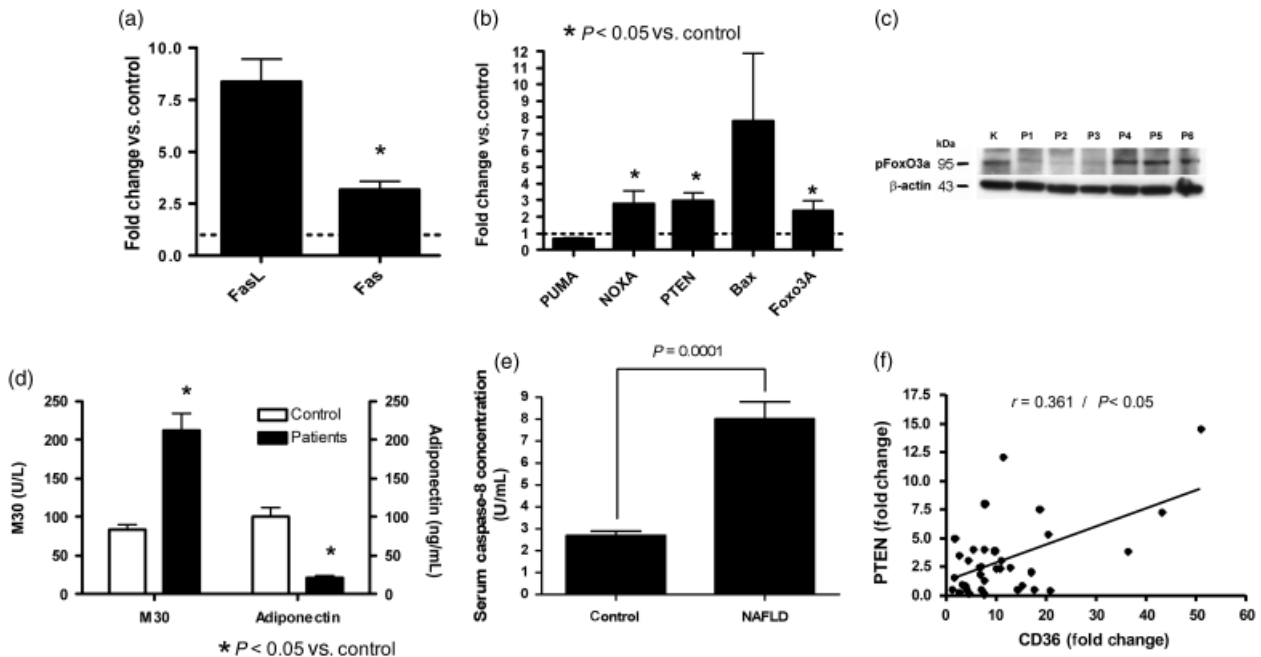 (a)
Fold change vs. control
10.0
7.5
5.0
2.5
0.0
*
FasL
Fas
(b)
* P < 0.05 vs. control
Fold change vs. control
12
11
10
9
8
7
6
5
4
3
2
1
0
* * *
PUMA
NOXA
PTEN
Bax
Foxo3A
(c)
kDa K P1 P2 P3 P4 P5 P6
pFoxO3a 95
β-actin 43
(d)
M30 (U/L)
250
200
150
100
50
0
*
Control
Patients
*
250
200
150
100
50
0
Adiponectin (ng/mL)
M30 Adiponectin
* P < 0.05 vs. control
(e)
P = 0.0001
Serum caspase-8 concentration
(U/mL)
9
8
7
6
5
4
3
2
1
0
Control NAFLD
(f)
r = 0.361 / P < 0.05
PTEN (fold change)
17.5
15.0
12.5
10.0
7.5
5.0
2.5
0.0
0 10 20 30 40 50 60
CD36 (fold change)